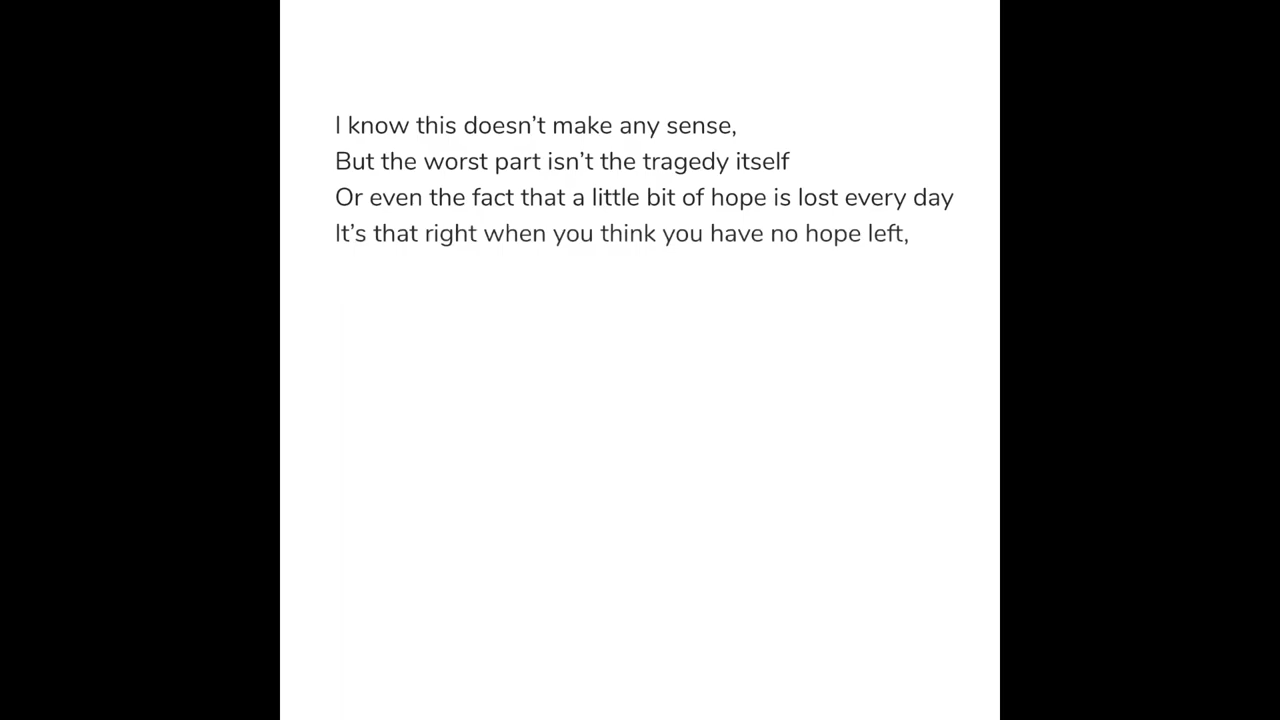 I know this doesn’t make any sense,
But the worst part isn’t the tragedy itself
Or even the fact that a little bit of hope is lost every day
It’s that right when you think you have no hope left,